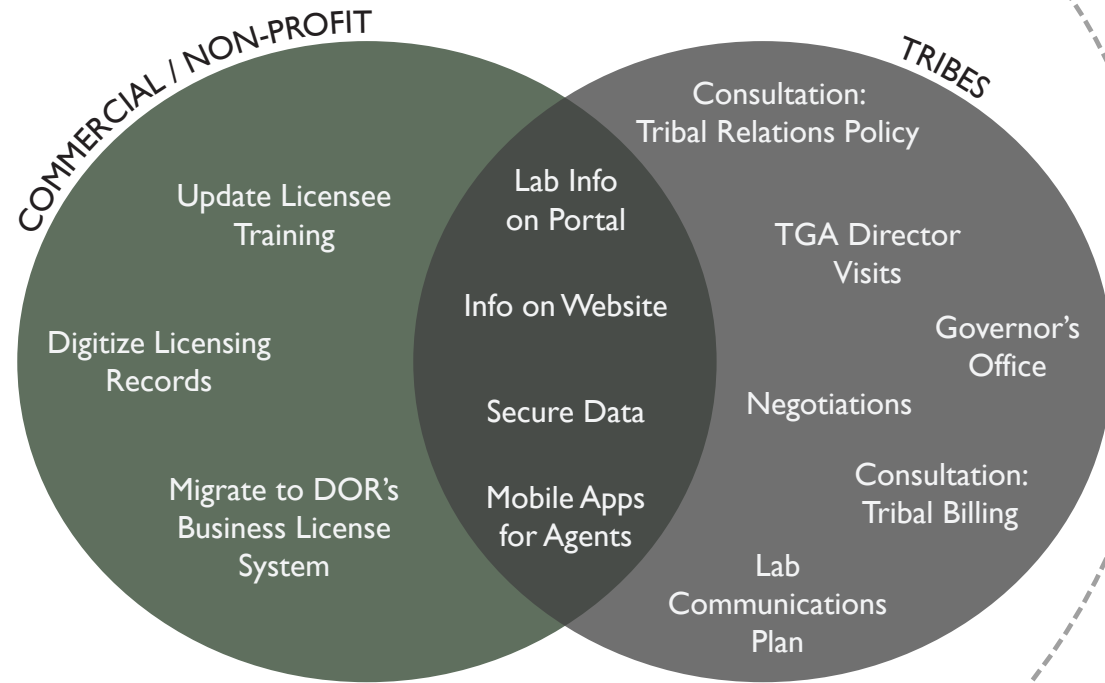 COMMERCIAL / NON-PROFIT
Update Licensee
Training
Digitize Licensing
Records
Migrate to DOR's
Business License
System
Lab Info
on Portal
Info on Website
Secure Data
Mobile Apps
for Agents
TRIBES
Consultation:
Tribal Relations Policy
TGA Director
Visits
Governor's
Office
Negotiations
Consultation:
Tribal Billing
Lab
Communications
Plan